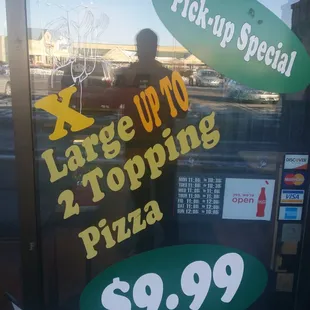 Pick-up Special
X
Large UP TO
2 Topping
Pizza
$9.99
open
VISA